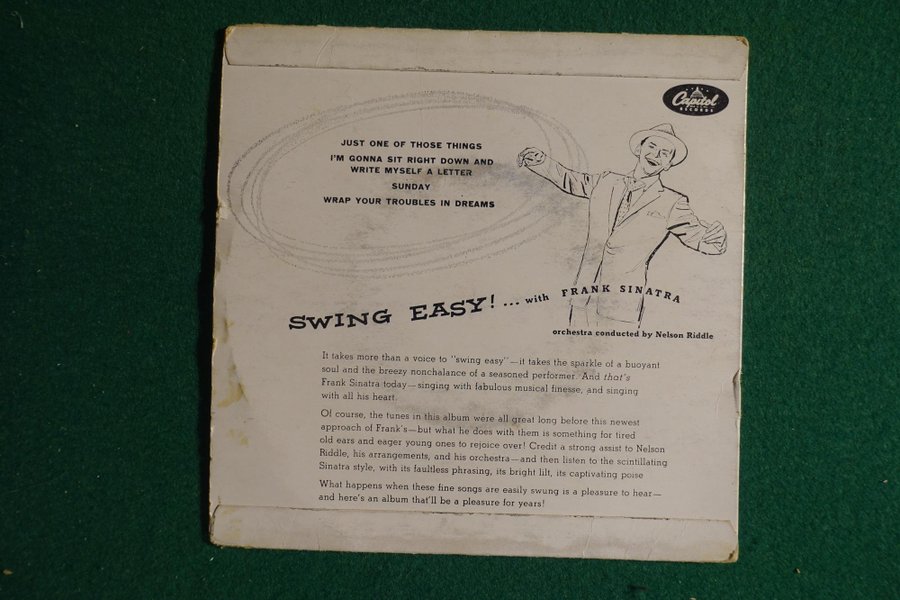 Capitol
RECORDS
JUST ONE OF THOSE THINGS
I'M GONNA SIT RIGHT DOWN AND
WRITE MYSELF A LETTER
SUNDAY
WRAP YOUR TROUBLES IN DREAMS
SWING EASY! ... with FRANK SINATRA
orchestra conducted by Nelson Riddle
It takes more than a voice to "swing easy"—it takes the sparkle of a buoyant
soul and the breezy nonchalance of a seasoned performer. And that's
Frank Sinatra today—singing with fabulous musical finesse, and singing
with all his heart.
Of course, the tunes in this album were all great long before this newest
approach of Frank's—but what he does with them is something for tired
old ears and eager young ones to rejoice over! Credit a strong assist to Nelson
Riddle, his arrangements, and his orchestra—and then listen to the scintillating
Sinatra style, with its faultless phrasing, its bright lilt, its captivating poise
What happens when these fine songs are easily swung is a pleasure to hear—
and here's an album that'll be a pleasure for years!